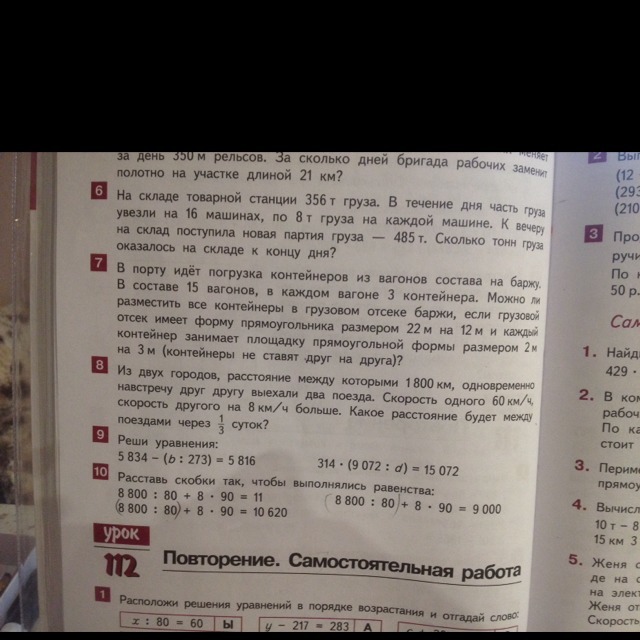 меняет
за день 350 м рельсов. За сколько дней бригада рабочих заменит
полотно на участке длиной 21 км?
6 На складе товарной станции 356 т груза. В течение дня часть груза
увезли на 16 машинах, по 8 т груза на каждой машине. К вечеру
на склад поступила новая партия груза — 485 т. Сколько тонн груза
оказалось на складе к концу дня?
7 В порту идёт погрузка контейнеров из вагонов состава на баржу.
В составе 15 вагонов, в каждом вагоне 3 контейнера. Можно ли
разместить все контейнеры в грузовом отсеке баржи, если грузовой
отсек имеет форму прямоугольника размером 22 м на 12 м и каждый
контейнер занимает площадку прямоугольной формы размером 2 м
на 3 м (контейнеры не ставят друг на друга)?
8 Из двух городов, расстояние между которыми 1 800 км, одновременно
навстречу друг другу выехали два поезда. Скорость одного 60 км/ч,
скорость другого на 8 км/ч больше. Какое расстояние будет между
поездами через 1/3 суток?
9 Реши уравнения:
5 834 − (b : 273) = 5 816 314 · (9 072 : d) = 15 072
10 Расставь скобки так, чтобы выполнялись равенства:
8 800 : 80 + 8 · 90 = 11 (8 800 : 80) + 8 · 90 = 9 000
(8 800 : 80) + 8 · 90 = 10 620
урок
112 Повторение. Самостоятельная работа
1 Расположи решения уравнений в порядке возрастания и отгадай слово:
x : 80 = 60 Ы y − 217 = 283 А
2
(12
(293
(210
3 Про
ручи
По к
50 р.
Сам
1. Найд
429 ·
2. В ком
рабоч
По ка
стоит
3. Перим
прямоу
4. Вычисл
10 т − 8
15 км 3
5. Женя с
де на с
на элек
Женя от
Скорость